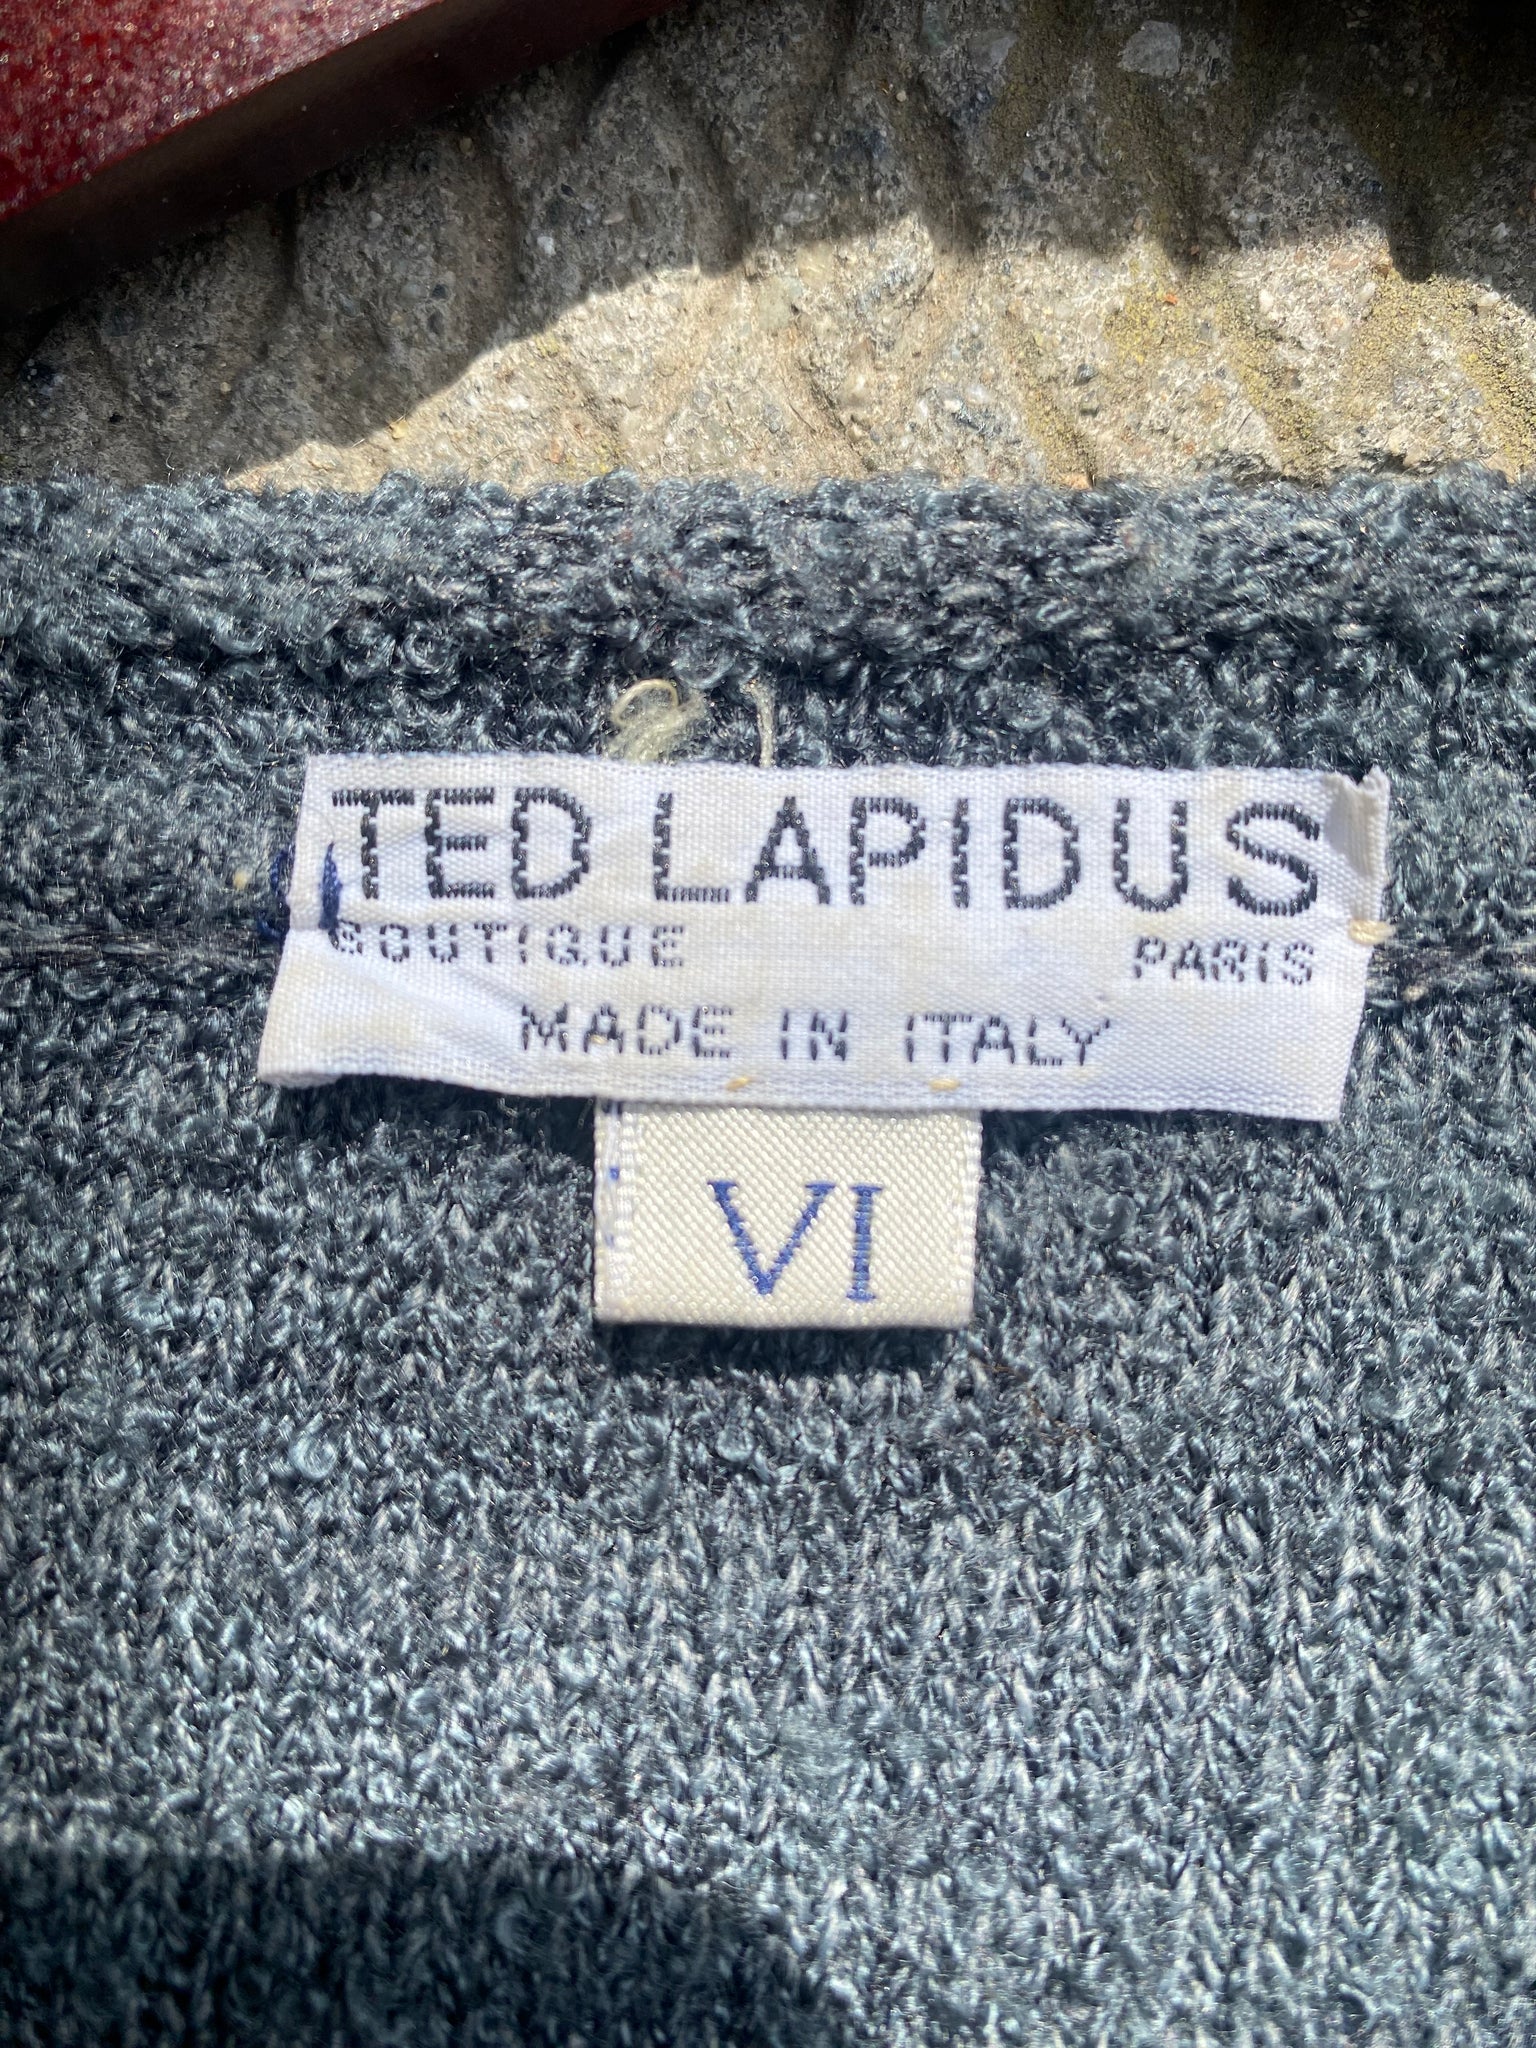 TED LAPIDUS
BOUTIQUE PARIS
MADE IN ITALY
VI